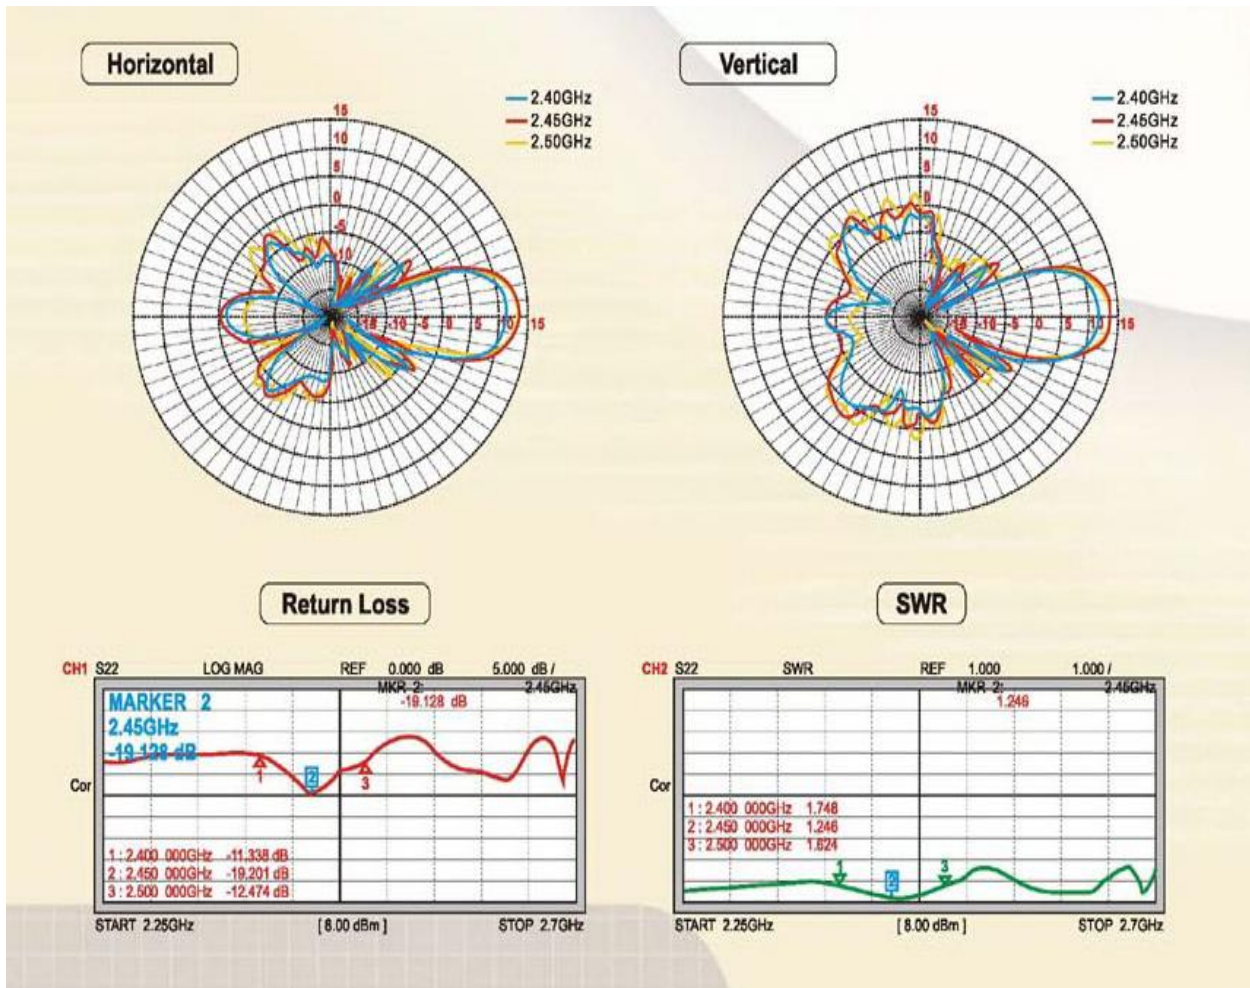 Horizontal
2.40GHz
2.45GHz
2.50GHz
15
10
5
0
-5
-10
-15 -10 -5 0 5 10 15
Vertical
2.40GHz
2.45GHz
2.50GHz
15
10
5
0
-5
-15 -10 -5 0 5 10 15
Return Loss
CH1 S22 LOG MAG REF 0.000 dB 5.000 dB /
MKR 2: 2.45GHz
-19.128 dB
MARKER 2
2.45GHz
-19.128 dB
1
2
3
Cor
1 : 2.400 000GHz -11.338 dB
2 : 2.450 000GHz -19.201 dB
3 : 2.500 000GHz -12.474 dB
START 2.25GHz [ 8.00 dBm ] STOP 2.7GHz
SWR
CH2 S22 SWR REF 1.000 1.000 /
MKR 2: 2.45GHz
1.246
Cor
1 : 2.400 000GHz 1.748
2 : 2.450 000GHz 1.246
3 : 2.500 000GHz 1.624
1
2
3
START 2.25GHz [ 8.00 dBm ] STOP 2.7GHz